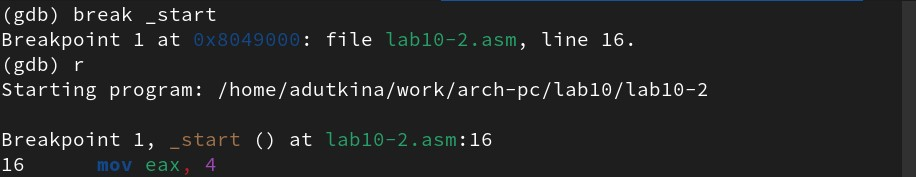 (gdb) break _start
Breakpoint 1 at 0x8049000: file lab10-2.asm, line 16.
(gdb) r
Starting program: /home/adutkina/work/arch-pc/lab10/lab10-2
Breakpoint 1, _start () at lab10-2.asm:16
16      mov eax, 4